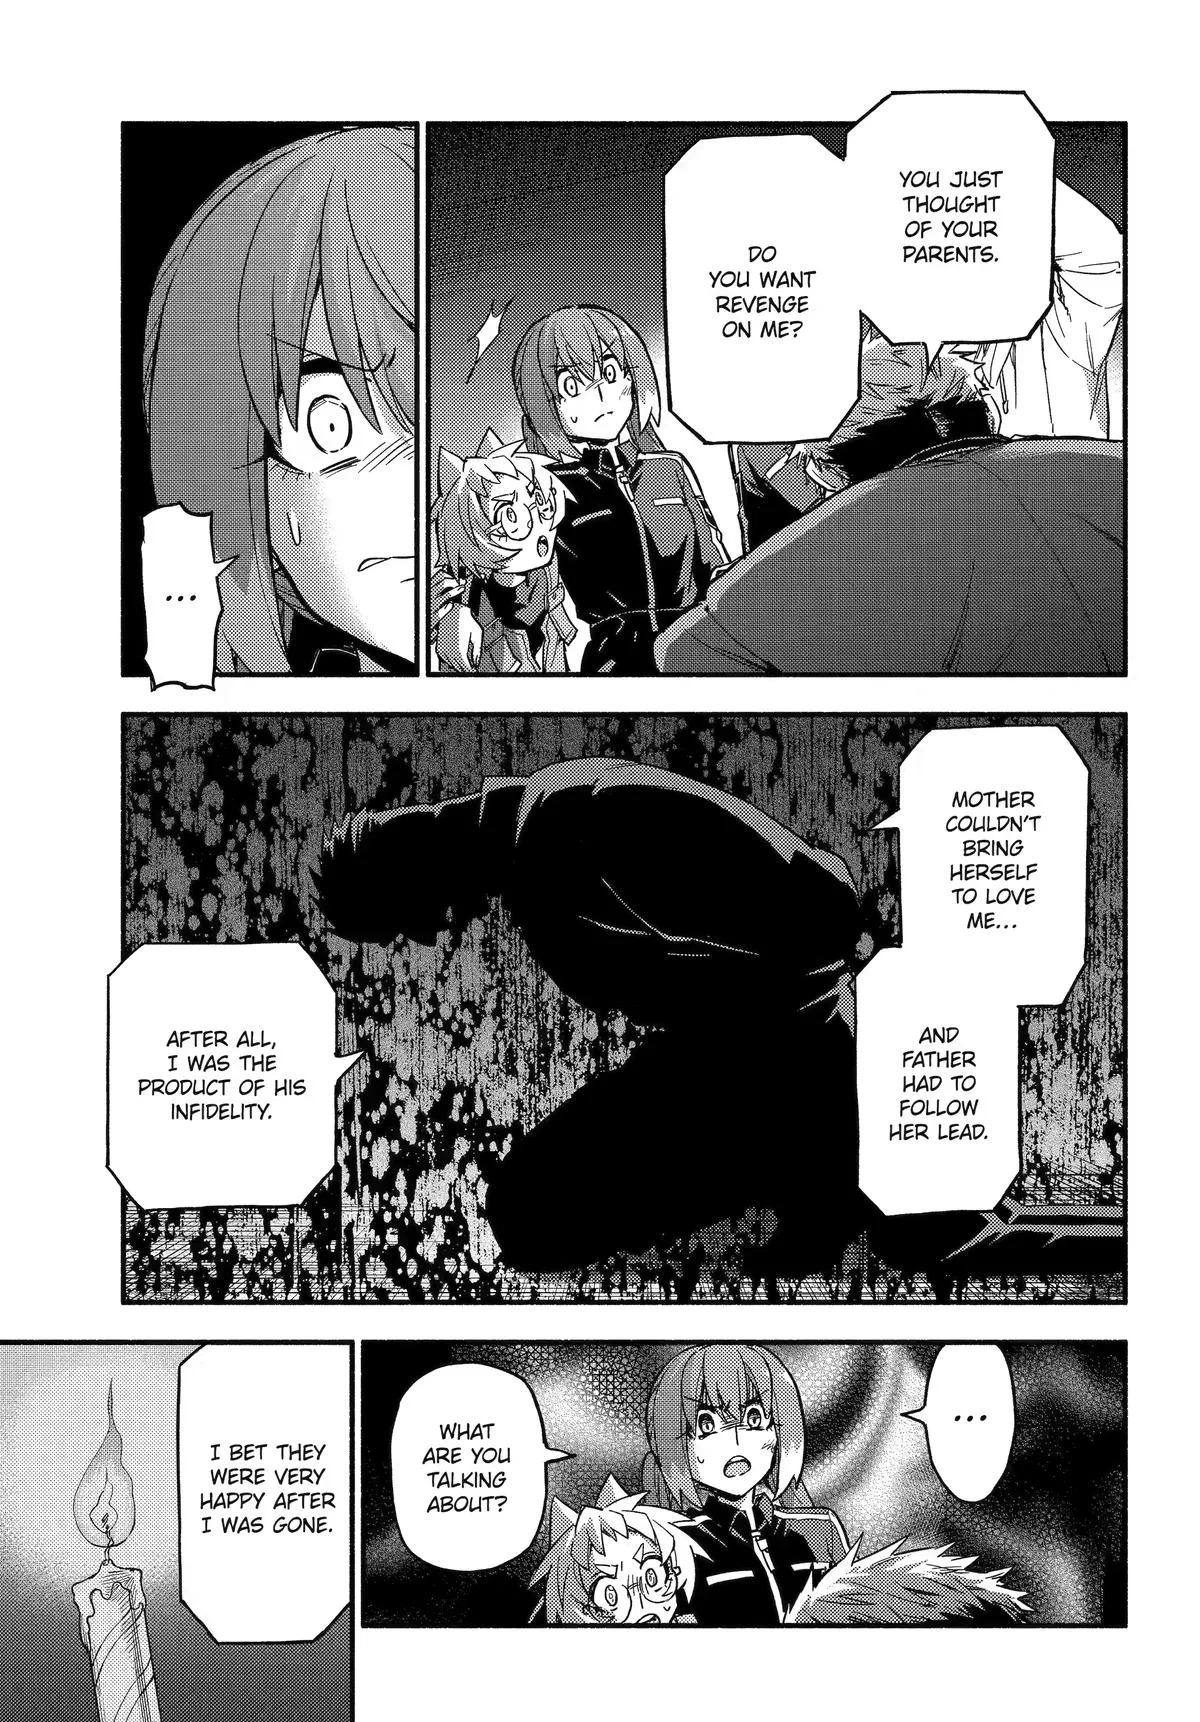 YOU JUST
THOUGHT
OF YOUR
PARENTS.
DO
YOU WANT
REVENGE
ON ME?
...
MOTHER
COULDN'T
BRING
HERSELF
TO LOVE
ME...
AND
FATHER
HAD TO
FOLLOW
HER LEAD.
AFTER ALL,
I WAS THE
PRODUCT OF HIS
INFIDELITY.
...
WHAT
ARE YOU
TALKING
ABOUT?
I BET THEY
WERE VERY
HAPPY AFTER
I WAS GONE.